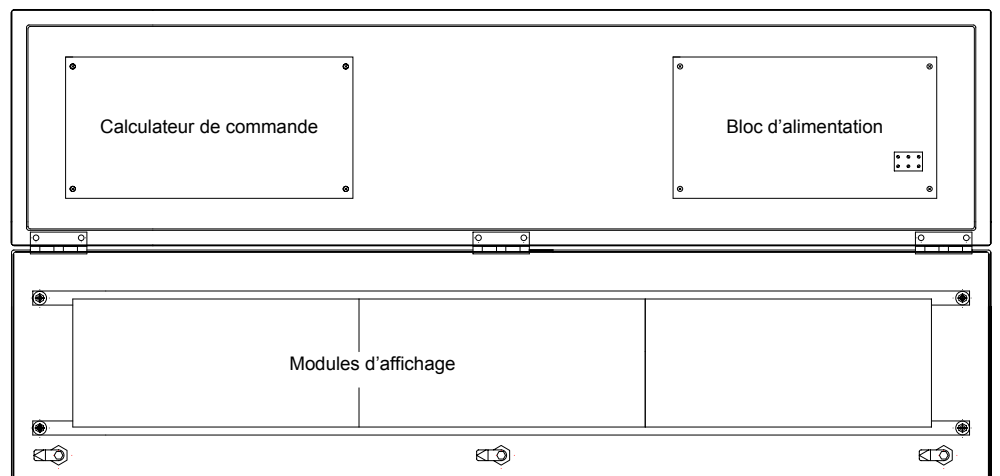 Calculateur de commande
Bloc d’alimentation
Modules d’affichage